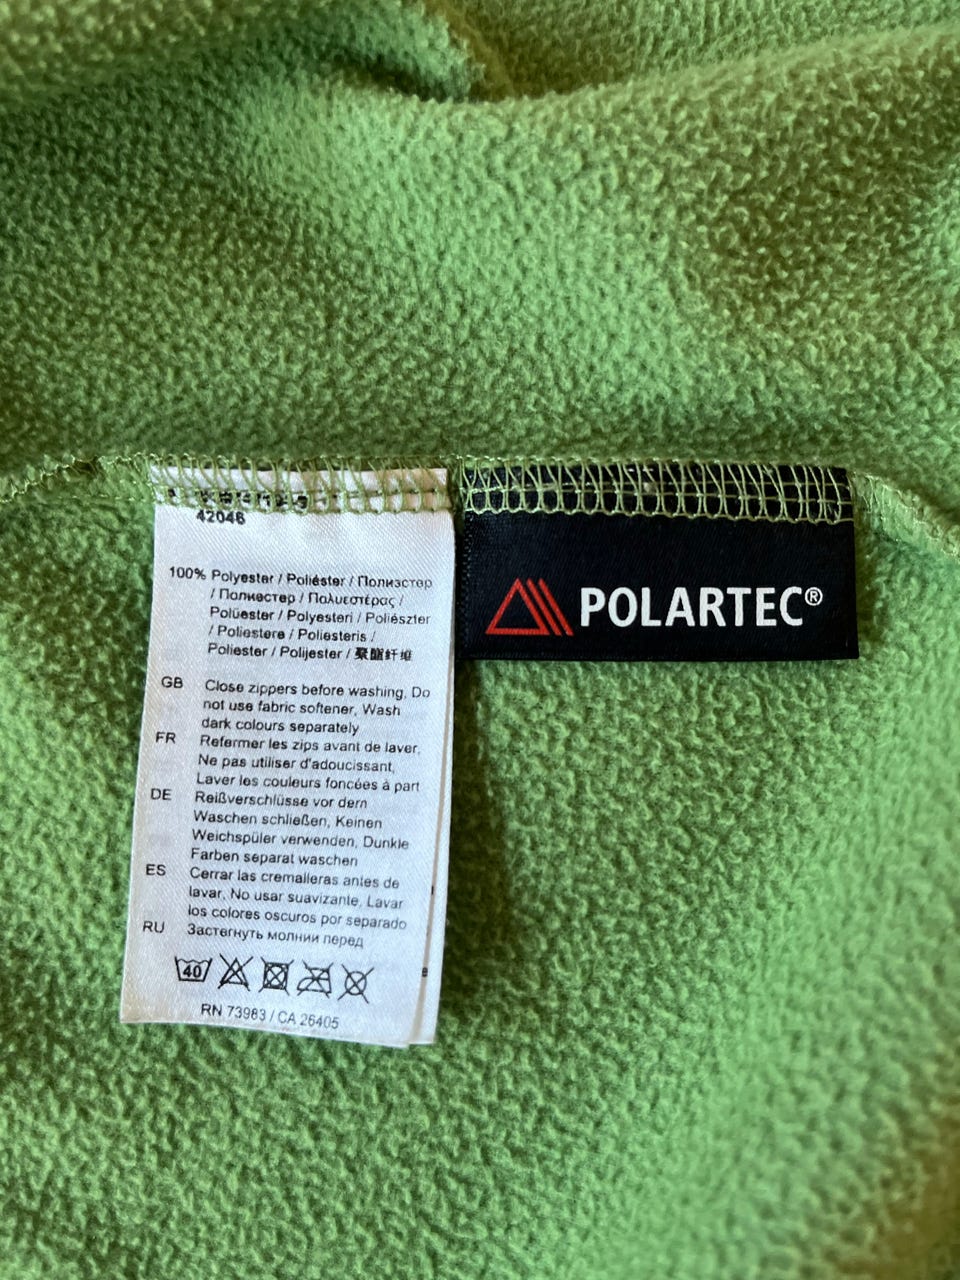 42046
100% Polyester / Poliéster / Полиэстер
/ Полиестер / Πολυεστέρας /
Polüester / Polyesteri / Poliészter
/ Poliestere / Poliesteris /
Poliester / Polijester / 聚酯纤维
GB Close zippers before washing, Do
not use fabric softener, Wash
dark colours separately
FR Refermer les zips avant de laver,
Ne pas utiliser d'adoucissant,
Laver les couleurs foncées à part
DE Reißverschlüsse vor dem
Waschen schließen, Keinen
Weichspüler verwenden, Dunkle
Farben separat waschen
ES Cerrar las cremalleras antes de
lavar, No usar suavizante, Lavar
los colores oscuros por separado
RU Застегнуть молнии перед
40
RN 73983 / CA 26405
POLARTEC®